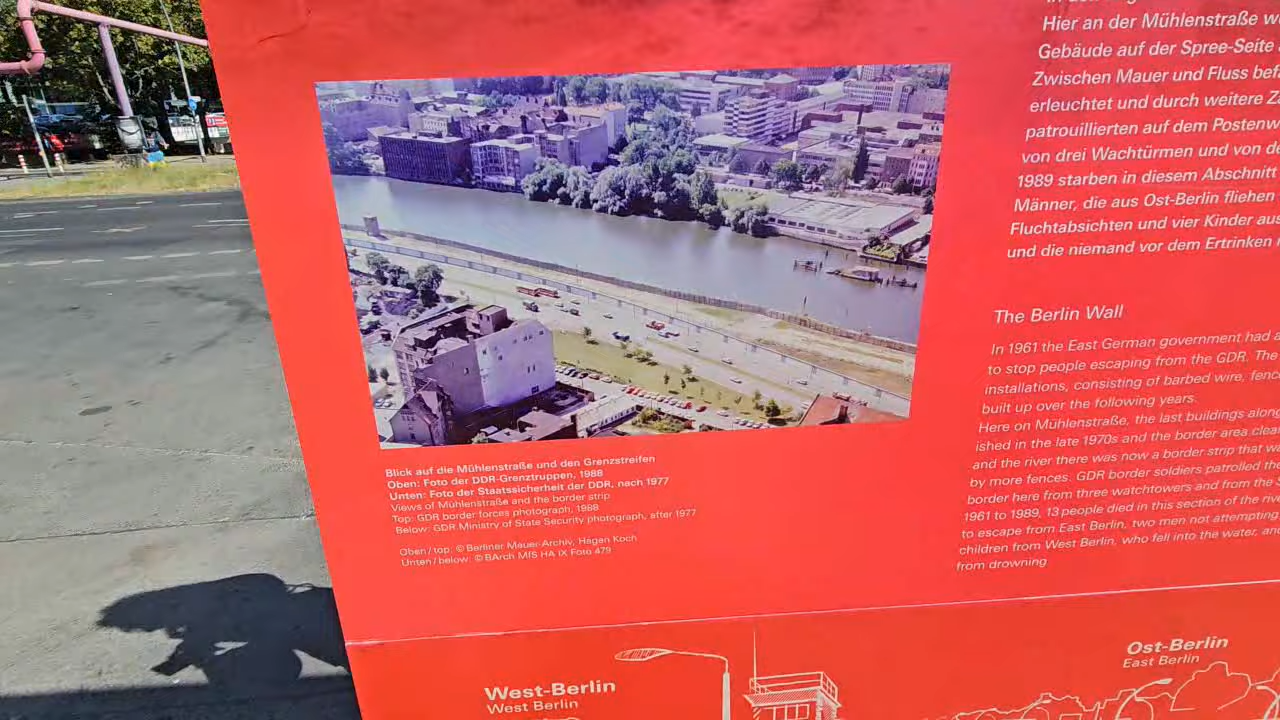 Hier an der Mühlenstraße
Gebäude auf der Spree-Seite
Zwischen Mauer und Fluss
erleuchtet und durch weitere
patrouillierten auf dem
von drei Wachtürmen und von
1989 starben in diesem Abschnitt
Männer, die aus Ost-Berlin fliehen
Fluchtabsichten und vier Kinder aus
und die niemand vor dem Ertrinken
The Berlin Wall
In 1961 the East German government had
to stop people escaping from the GDR. The
installations, consisting of barbed wire,
built up over the following years.
Here on Mühlenstraße, the last buildings
ished in the late 1970s and the border area
and the river there was now a border strip that
by more fences. GDR border soldiers patrolled
border here from three watchtowers and from the
1961 to 1989, 13 people died in this section of the
to escape from East Berlin, two men not attempting
children from West Berlin, who fell into the water,
from drowning
Blick auf die Mühlenstraße und den Grenzstreifen
Oben: Foto der DDR-Grenztruppen, 1988
Unten: Foto der Staatssicherheit der DDR, nach 1977
Views of Mühlenstraße and the border strip
Top: GDR border forces photograph, 1988
Below: GDR Ministry of State Security photograph, after 1977
Oben / top: © Berliner Mauer-Archiv, Hagen Koch
Unten / below: © BArch MfS HA IX Foto 479
West-Berlin
West Berlin
Ost-Berlin
East Berlin